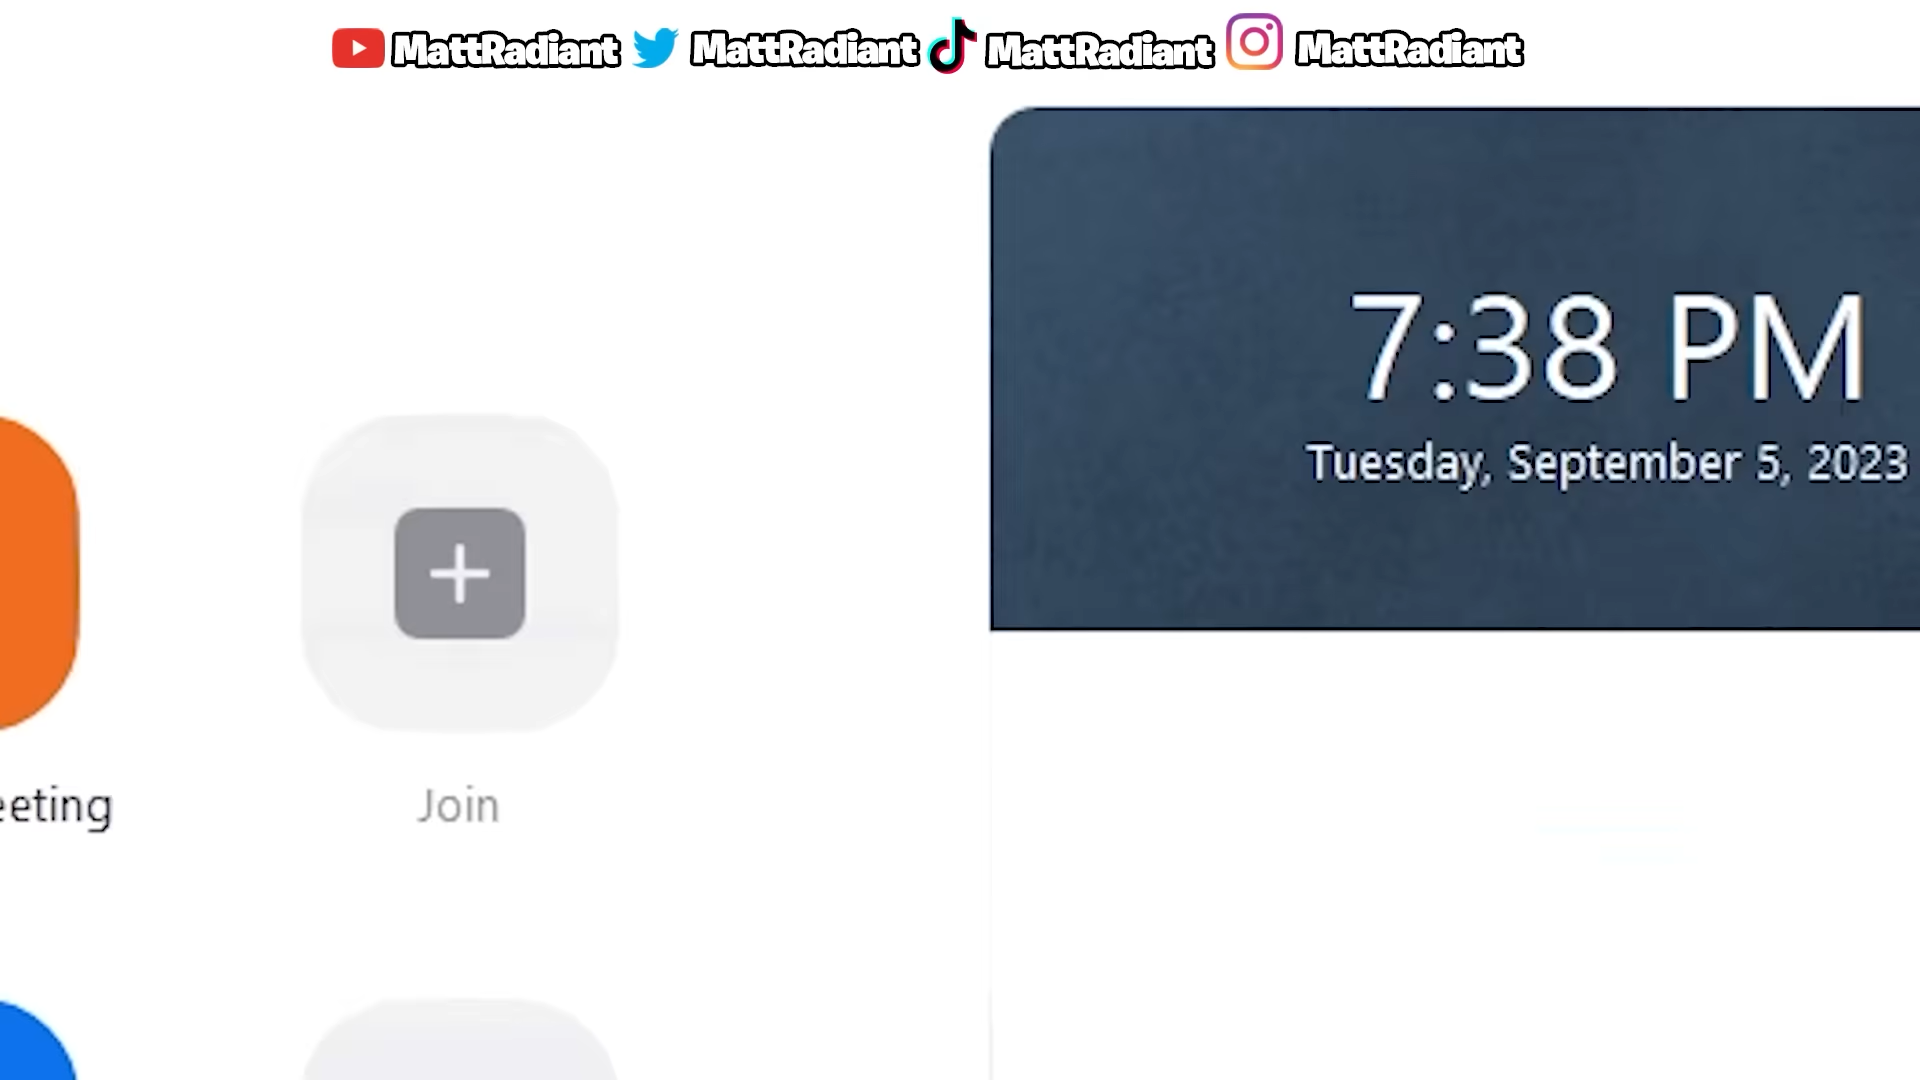 MattRadiant MattRadiant MattRadiant MattRadiant
7:38 PM
Tuesday, September 5, 2023
eeting
Join